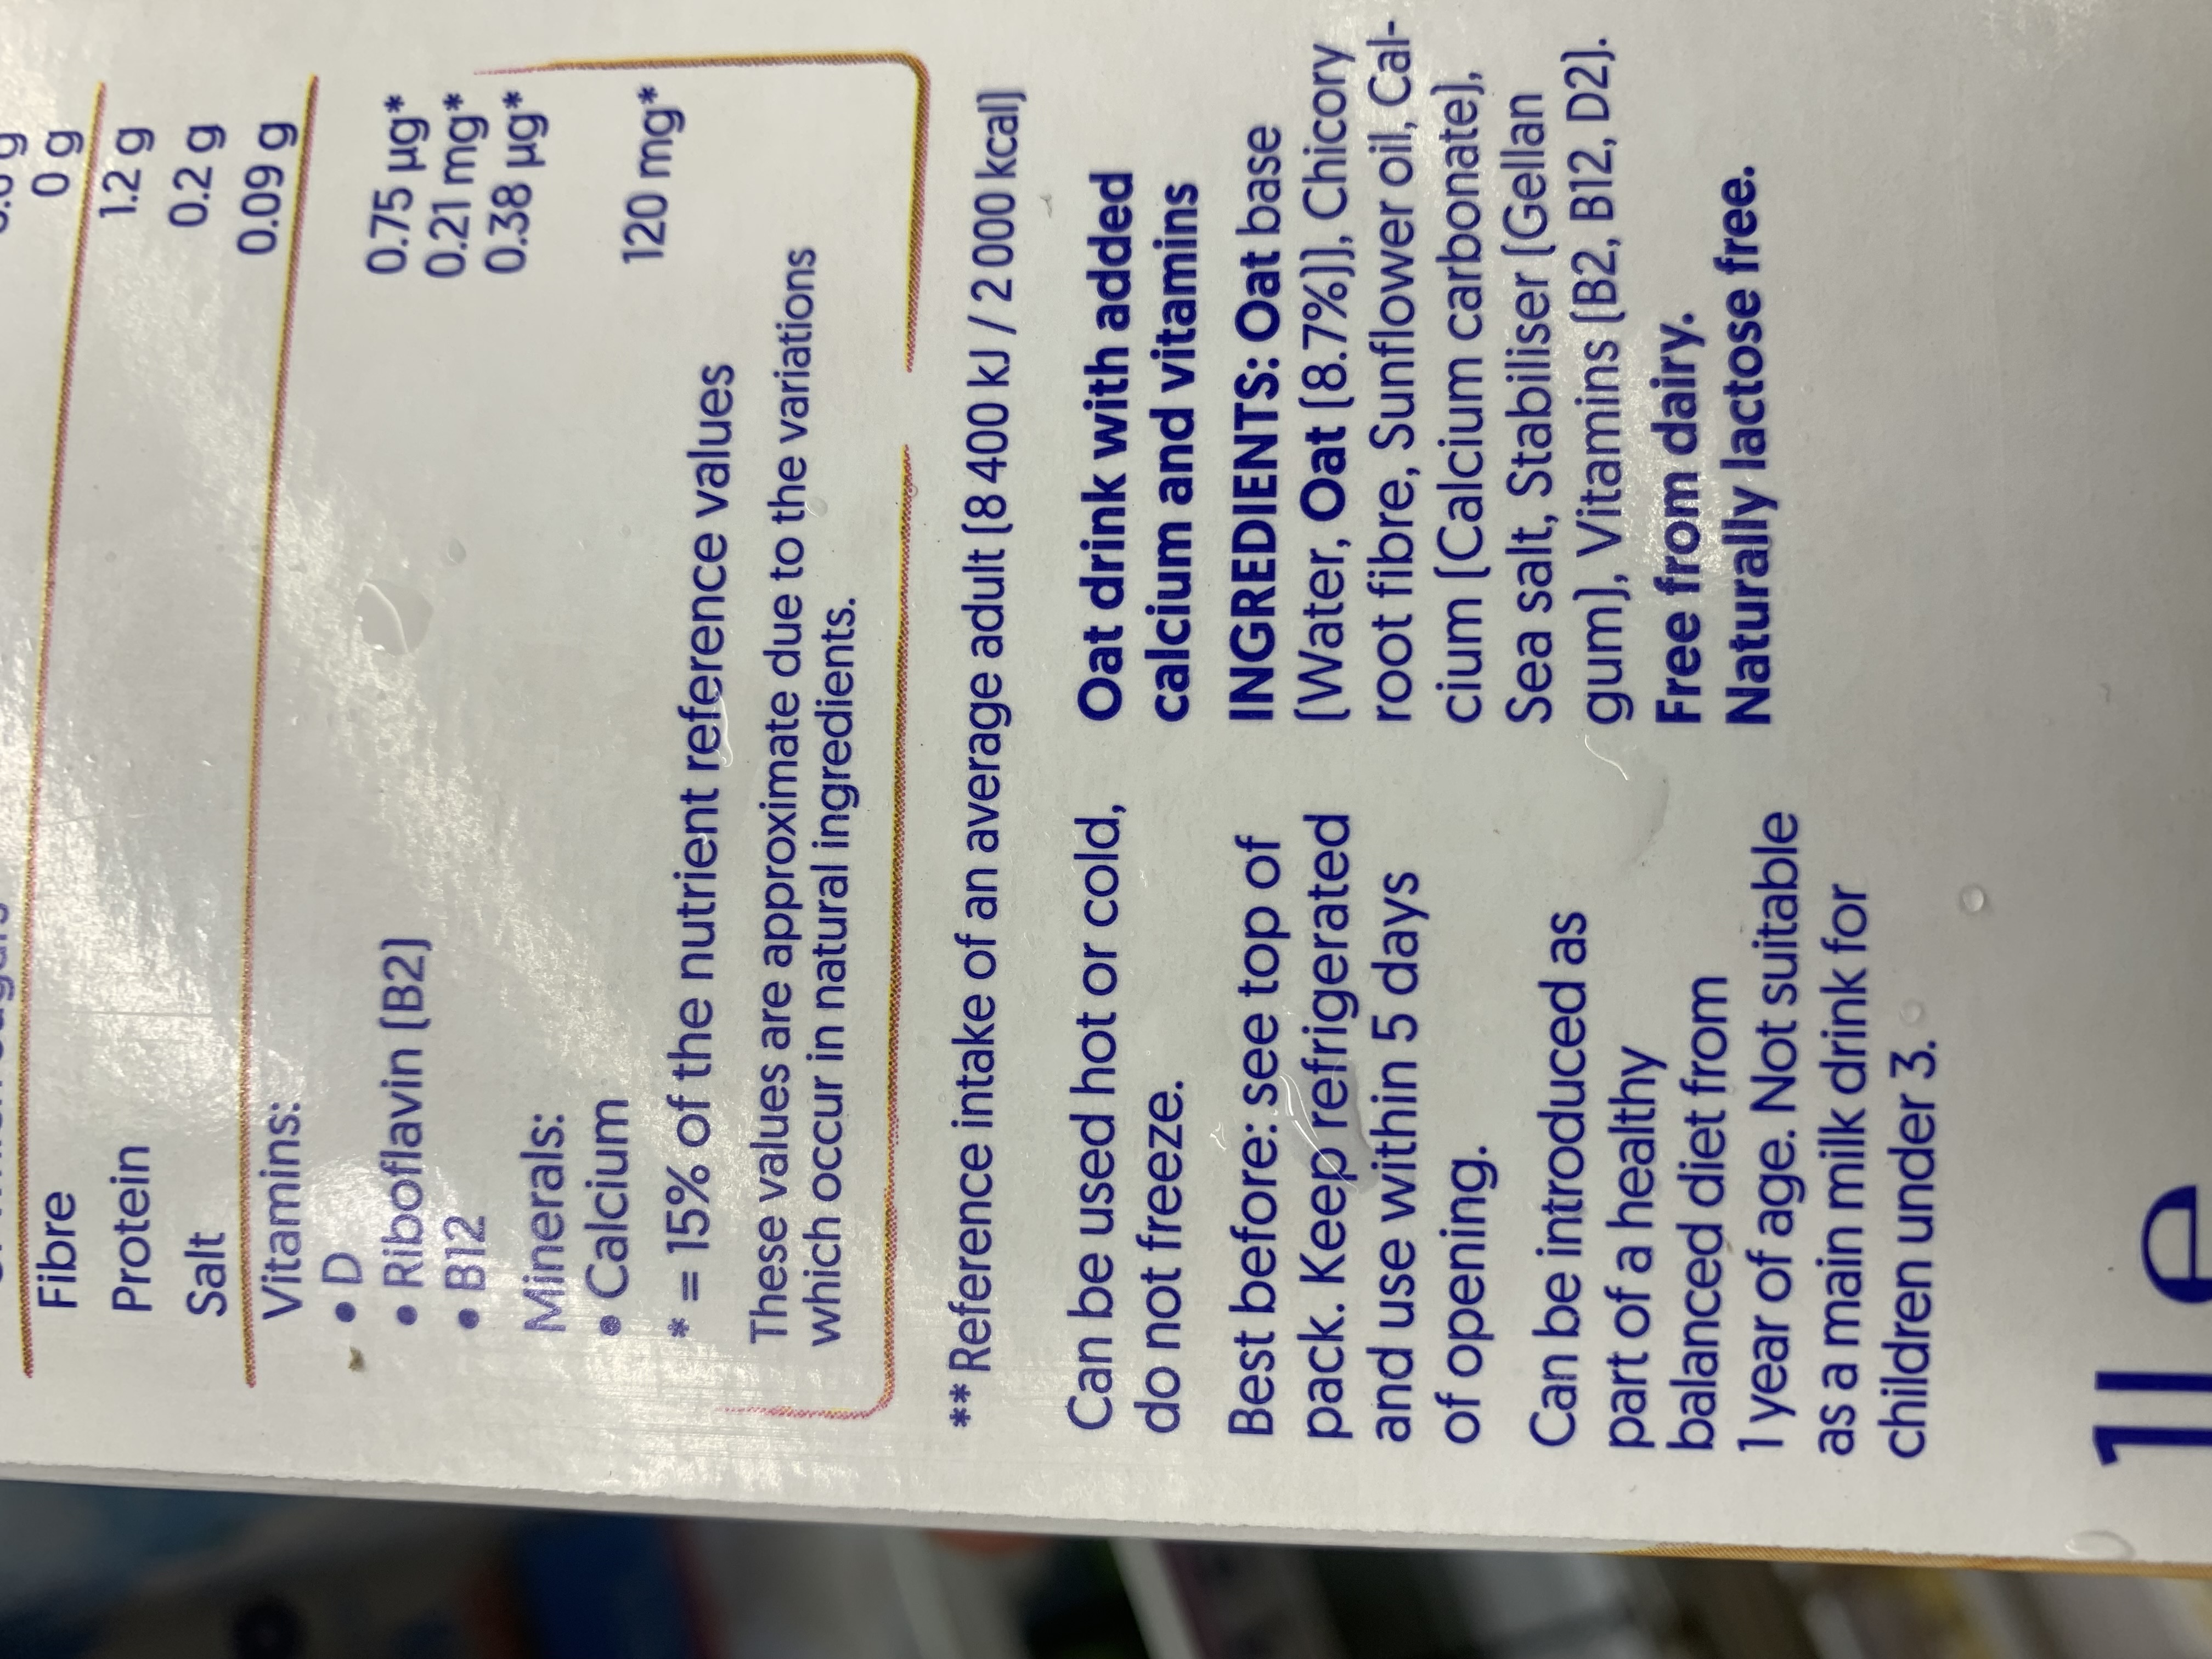 0 g
Fibre 1.2 g
Protein 0.2 g
Salt 0.09 g
Vitamins:
• D 0.75 µg*
• Riboflavin (B2) 0.21 mg*
• B12 0.38 µg*
Minerals:
• Calcium 120 mg*
* = 15% of the nutrient reference values
These values are approximate due to the variations
which occur in natural ingredients.
** Reference intake of an average adult (8 400 kJ / 2 000 kcal)
Can be used hot or cold,
do not freeze.
Best before: see top of
pack. Keep refrigerated
and use within 5 days
of opening.
Can be introduced as
part of a healthy
balanced diet from
1 year of age. Not suitable
as a main milk drink for
children under 3.
Oat drink with added
calcium and vitamins
INGREDIENTS: Oat base
(Water, Oat (8.7%)), Chicory
root fibre, Sunflower oil, Cal-
cium (Calcium carbonate),
Sea salt, Stabiliser (Gellan
gum), Vitamins (B2, B12, D2).
Free from dairy.
Naturally lactose free.
1l e